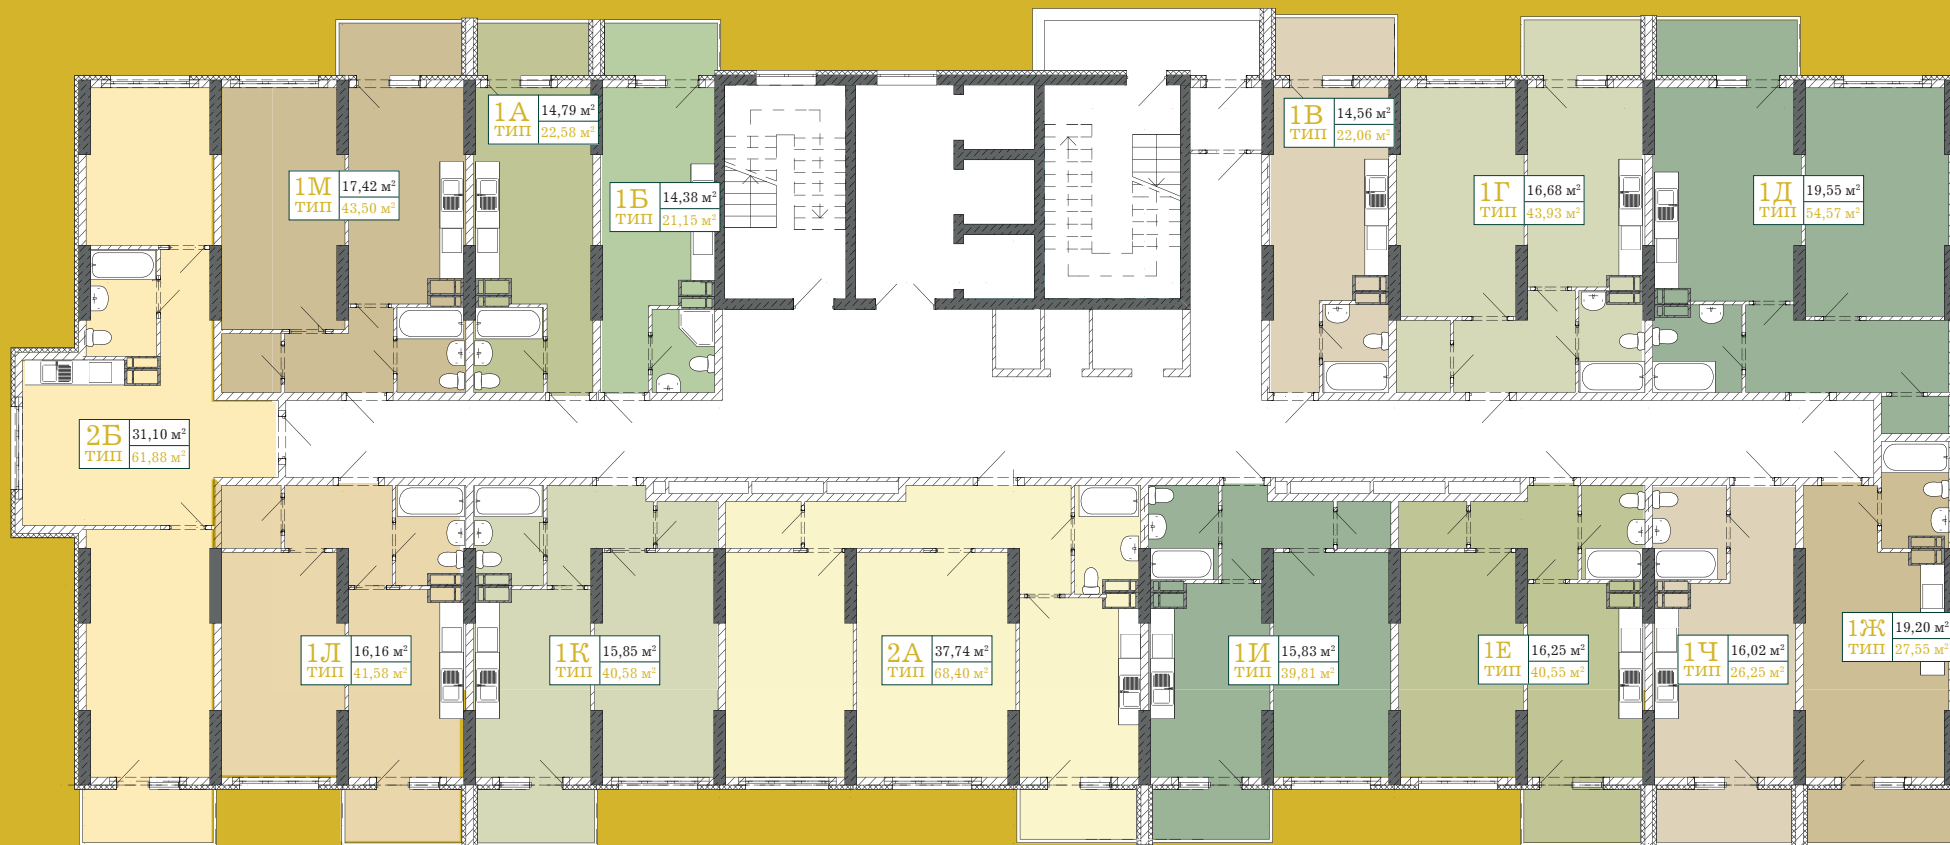 1А
ТИП
14,79 м²
22,58 м²
1В
ТИП
14,56 м²
22,06 м²
1М
ТИП
17,42 м²
43,50 м²
1Б
ТИП
14,38 м²
21,15 м²
1Г
ТИП
16,68 м²
43,93 м²
1Д
ТИП
19,55 м²
54,57 м²
2Б
ТИП
31,10 м²
61,88 м²
1Л
ТИП
16,16 м²
41,58 м²
1К
ТИП
15,85 м²
40,58 м²
2А
ТИП
37,74 м²
68,40 м²
1И
ТИП
15,83 м²
39,81 м²
1Е
ТИП
16,25 м²
40,55 м²
1Ч
ТИП
16,02 м²
26,25 м²
1Ж
ТИП
19,20 м²
27,55 м²